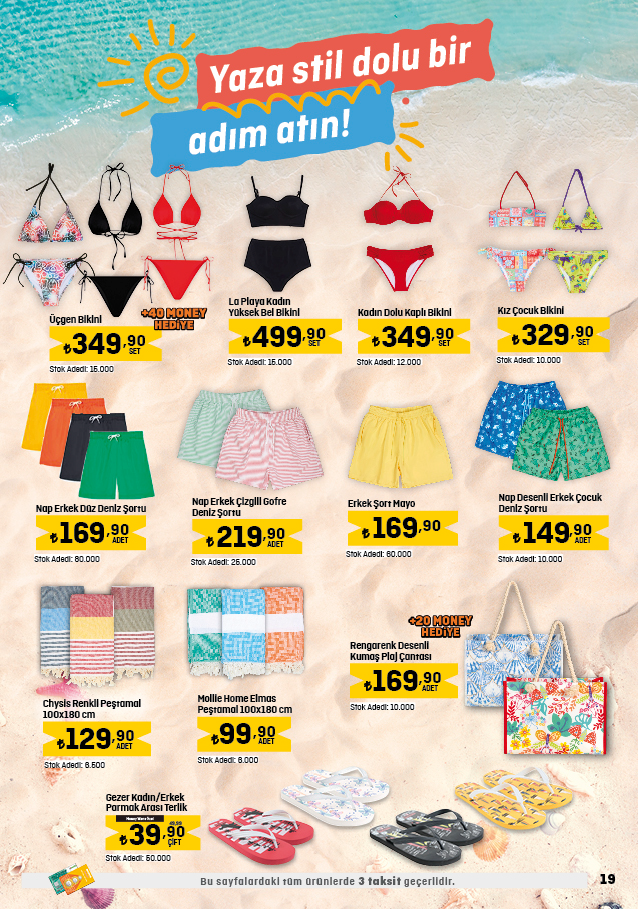 Yaza stil dolu bir
adım atın!
Üçgen Bikini
+40 MONEY
HEDİYE
₺349,90
SET
Stok Adedi: 15.000
La Playa Kadın
Yüksek Bel Bikini
₺499,90
SET
Stok Adedi: 15.000
Kadın Dolu Kaplı Bikini
₺349,90
SET
Stok Adedi: 12.000
Kız Çocuk Bikini
₺329,90
SET
Stok Adedi: 10.000
Nap Erkek Düz Deniz Şortu
₺169,90
ADET
Stok Adedi: 80.000
Nap Erkek Çizgili Gofre
Deniz Şortu
₺219,90
ADET
Stok Adedi: 25.000
Erkek Şort Mayo
₺169,90
Stok Adedi: 60.000
Nap Desenli Erkek Çocuk
Deniz Şortu
₺149,90
ADET
Stok Adedi: 10.000
Chysis Renkli Peştamal
100x180 cm
₺129,90
ADET
Stok Adedi: 6.500
Mollie Home Elmas
Peştamal 100x180 cm
₺99,90
ADET
Stok Adedi: 6.000
+20 MONEY
HEDİYE
Rengarenk Desenli
Kumaş Plaj Çantası
₺169,90
ADET
Stok Adedi: 10.000
Gezer Kadın/Erkek
Parmak Arası Terlik
49,90
₺39,90
ÇİFT
Stok Adedi: 50.000
Bu sayfalardaki tüm ürünlerde 3 taksit geçerlidir.
19